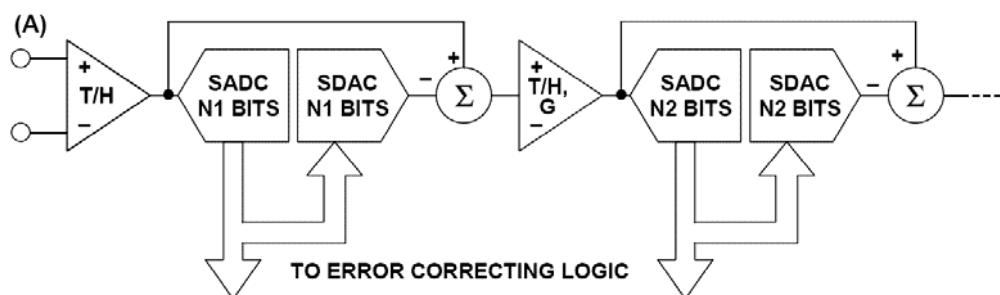 (A)
+
T/H
−
SADC
N1 BITS
SDAC
N1 BITS
+
−
Σ
+
T/H,
G
−
SADC
N2 BITS
SDAC
N2 BITS
+
−
Σ
TO ERROR CORRECTING LOGIC